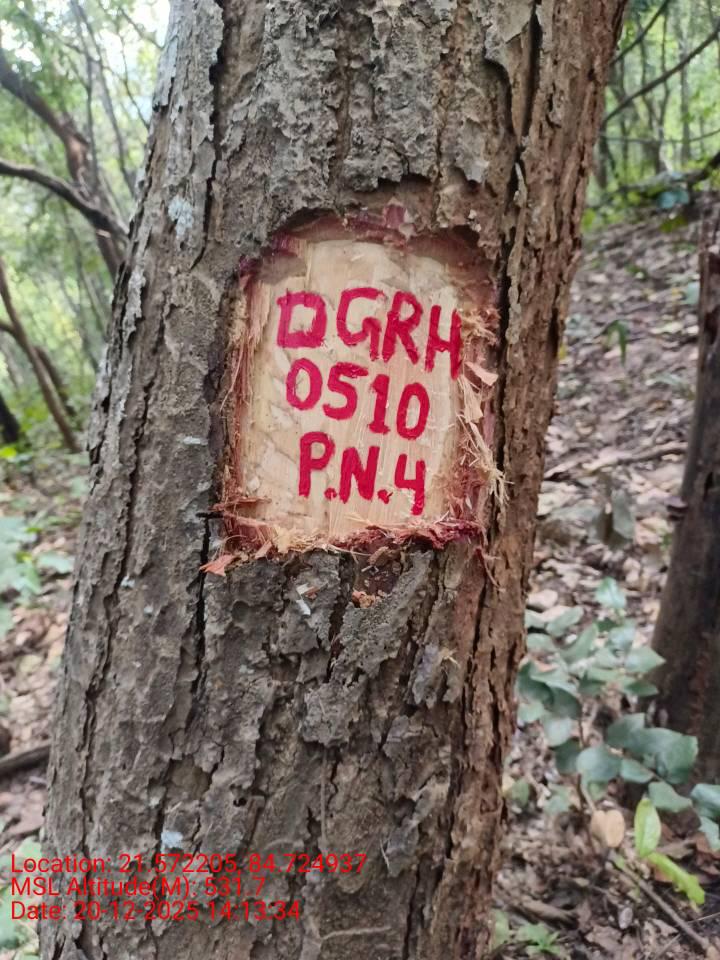 DGRH
0510
P.N.4
Location: 21.572205, 84.724937
MSL Altitude(M): 531.7
Date: 20-12-2025 14:13:34